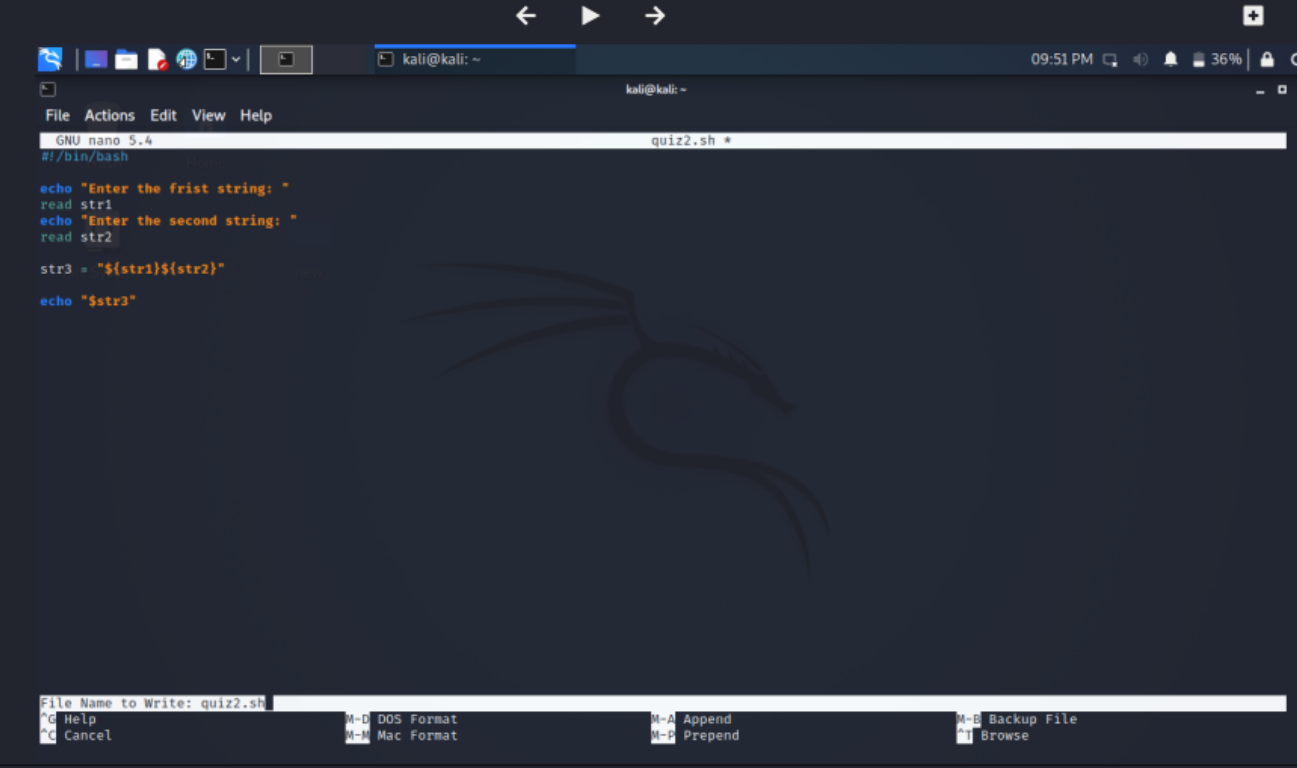 kali@kali: ~
09:51 PM 36%
kali@kali: ~
File Actions Edit View Help
GNU nano 5.4 quiz2.sh *
#!/bin/bash
echo "Enter the frist string: "
read str1
echo "Enter the second string: "
read str2
str3 = "${str1}${str2}"
echo "$str3"
File Name to Write: quiz2.sh
^G Help M-D DOS Format M-A Append M-B Backup File
^C Cancel M-M Mac Format M-P Prepend ^T Browse